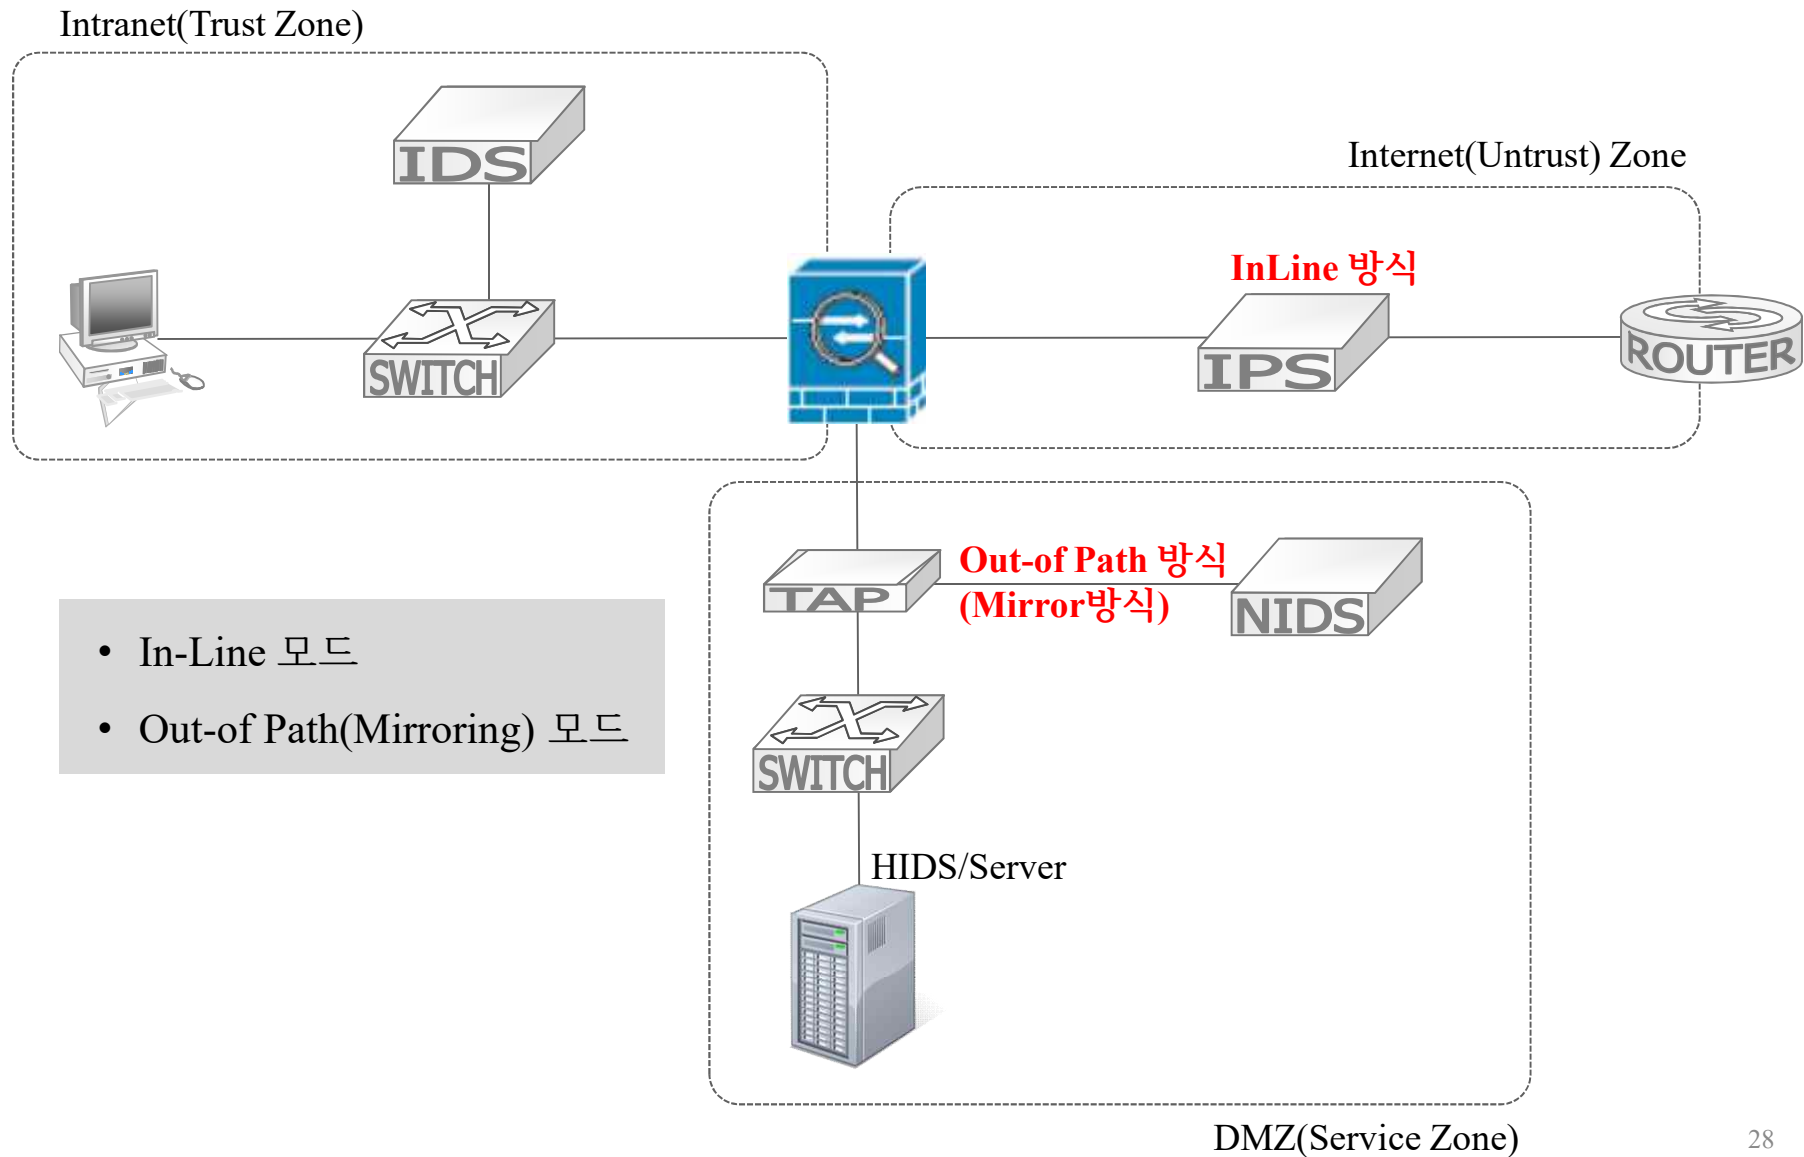 Intranet(Trust Zone)
IDS
Internet(Untrust) Zone
InLine 방식
SWITCH
IPS
ROUTER
Out-of Path 방식
(Mirror방식)
TAP
NIDS
• In-Line 모드
• Out-of Path(Mirroring) 모드
SWITCH
HIDS/Server
DMZ(Service Zone)
28